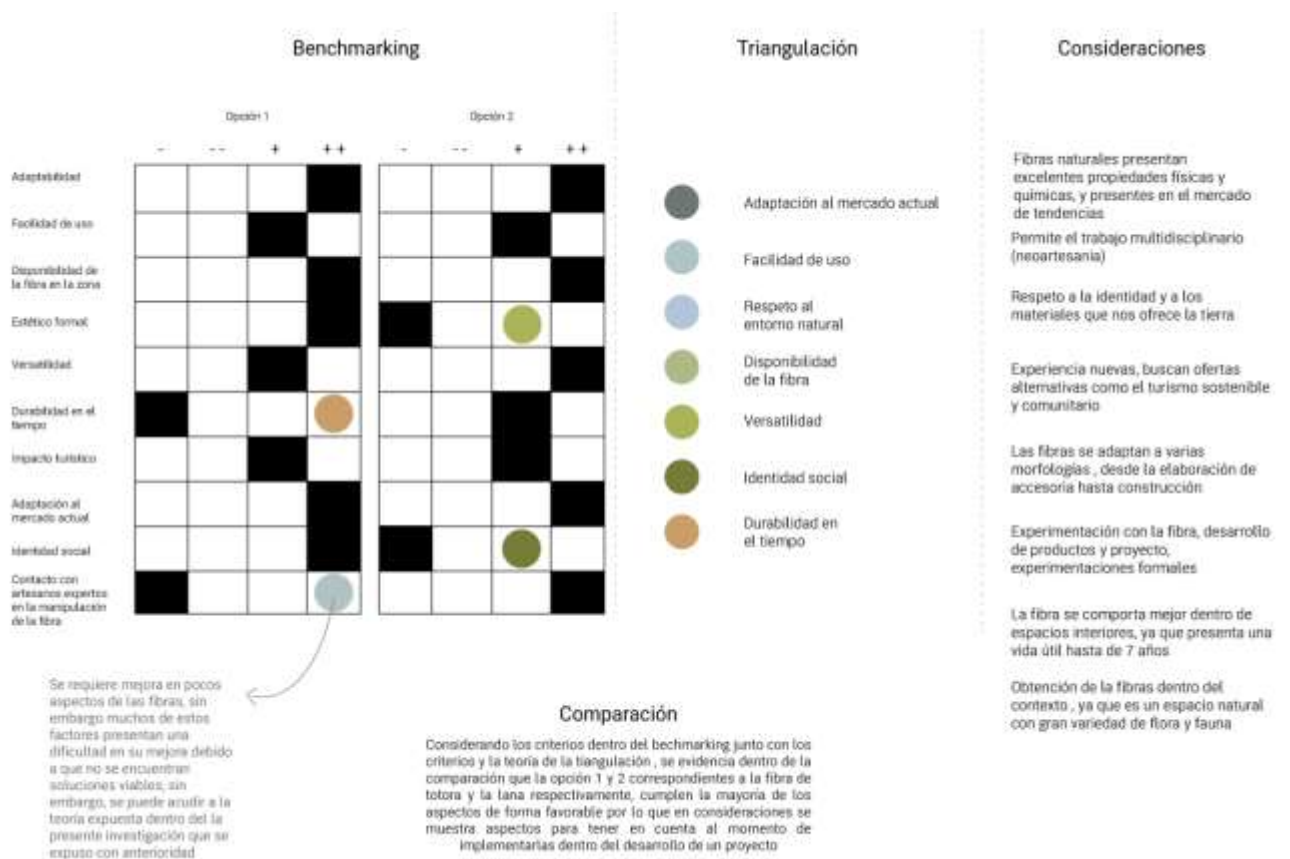 Benchmarking
Opción 1
Opción 2
-
--
+
++
-
--
+
++
Adaptabilidad
Facilidad de uso
Disponibilidad de
la fibra en la zona
Estético formal
Versatilidad
Durabilidad en el
tiempo
Impacto turístico
Adaptación al
mercado actual
Identidad social
Contacto con
artesanos expertos
en la manipulación
de la fibra
Se requiere mejora en pocos
aspectos de las fibras, sin
embargo muchos de estos
factores presentan una
dificultad en su mejora debido
a que no se encuentran
soluciones viables, sin
embargo, se puede acudir a la
teoría expuesta dentro del la
presente investigación que se
expuso con anterioridad
Comparación
Considerando los criterios dentro del bechmarking junto con los
criterios y la teoría de la tiangulación , se evidencia dentro de la
comparación que la opción 1 y 2 correspondientes a la fibra de
totora y la lana respectivamente, cumplen la mayoría de los
aspectos de forma favorable por lo que en consideraciones se
muestra aspectos para tener en cuenta al momento de
implementarlas dentro del desarrollo de un proyecto
Triangulación
Adaptación al mercado actual
Facilidad de uso
Respeto al
entorno natural
Disponibilidad
de la fibra
Versatilidad
Identidad social
Durabilidad en
el tiempo
Consideraciones
Fibras naturales presentan
excelentes propiedades físicas y
químicas, y presentes en el mercado
de tendencias
Permite el trabajo multidisciplinario
(neoartesania)
Respeto a la identidad y a los
materiales que nos ofrece la tierra
Experiencia nuevas, buscan ofertas
alternativas como el turismo sostenible
y comunitario
Las fibras se adaptan a varias
morfologías , desde la elaboración de
accesoria hasta construcción
Experimentación con la fibra, desarrollo
de productos y proyecto,
experimentaciones formales
La fibra se comporta mejor dentro de
espacios interiores, ya que presenta una
vida útil hasta de 7 años
Obtención de la fibras dentro del
contexto , ya que es un espacio natural
con gran variedad de flora y fauna